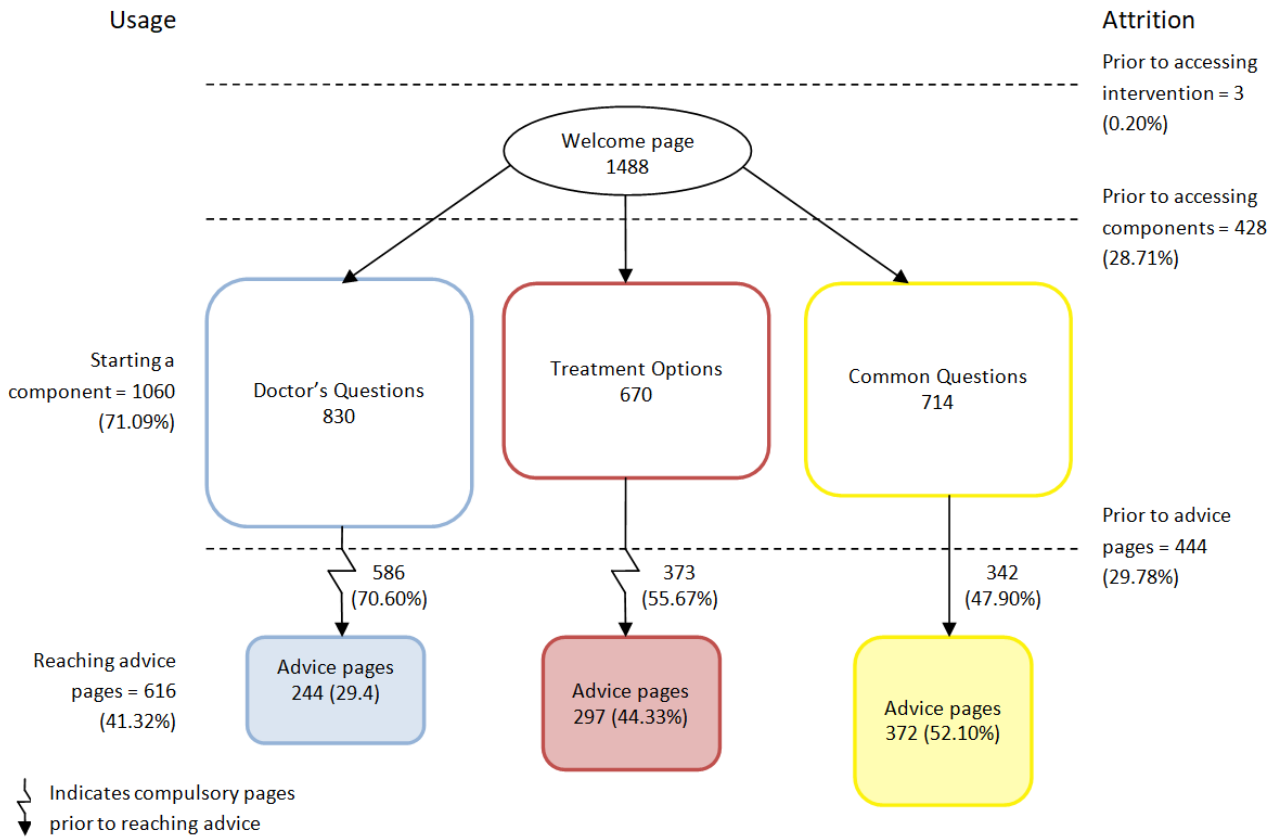 Usage
Attrition
Prior to accessing
intervention = 3
(0.20%)
Welcome page
1488
Prior to accessing
components = 428
(28.71%)
Starting a
component = 1060
(71.09%)
Doctor's Questions
830
Treatment Options
670
Common Questions
714
Prior to advice
pages = 444
(29.78%)
586
(70.60%)
373
(55.67%)
342
(47.90%)
Reaching advice
pages = 616
(41.32%)
Advice pages
244 (29.4)
Advice pages
297 (44.33%)
Advice pages
372 (52.10%)
Indicates compulsory pages
prior to reaching advice